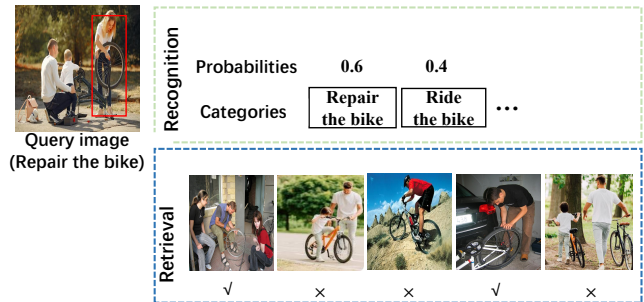 Query image
(Repair the bike)
Recognition
Probabilities 0.6 0.4
Categories Repair the bike Ride the bike ...
Retrieval
√ × × √ ×